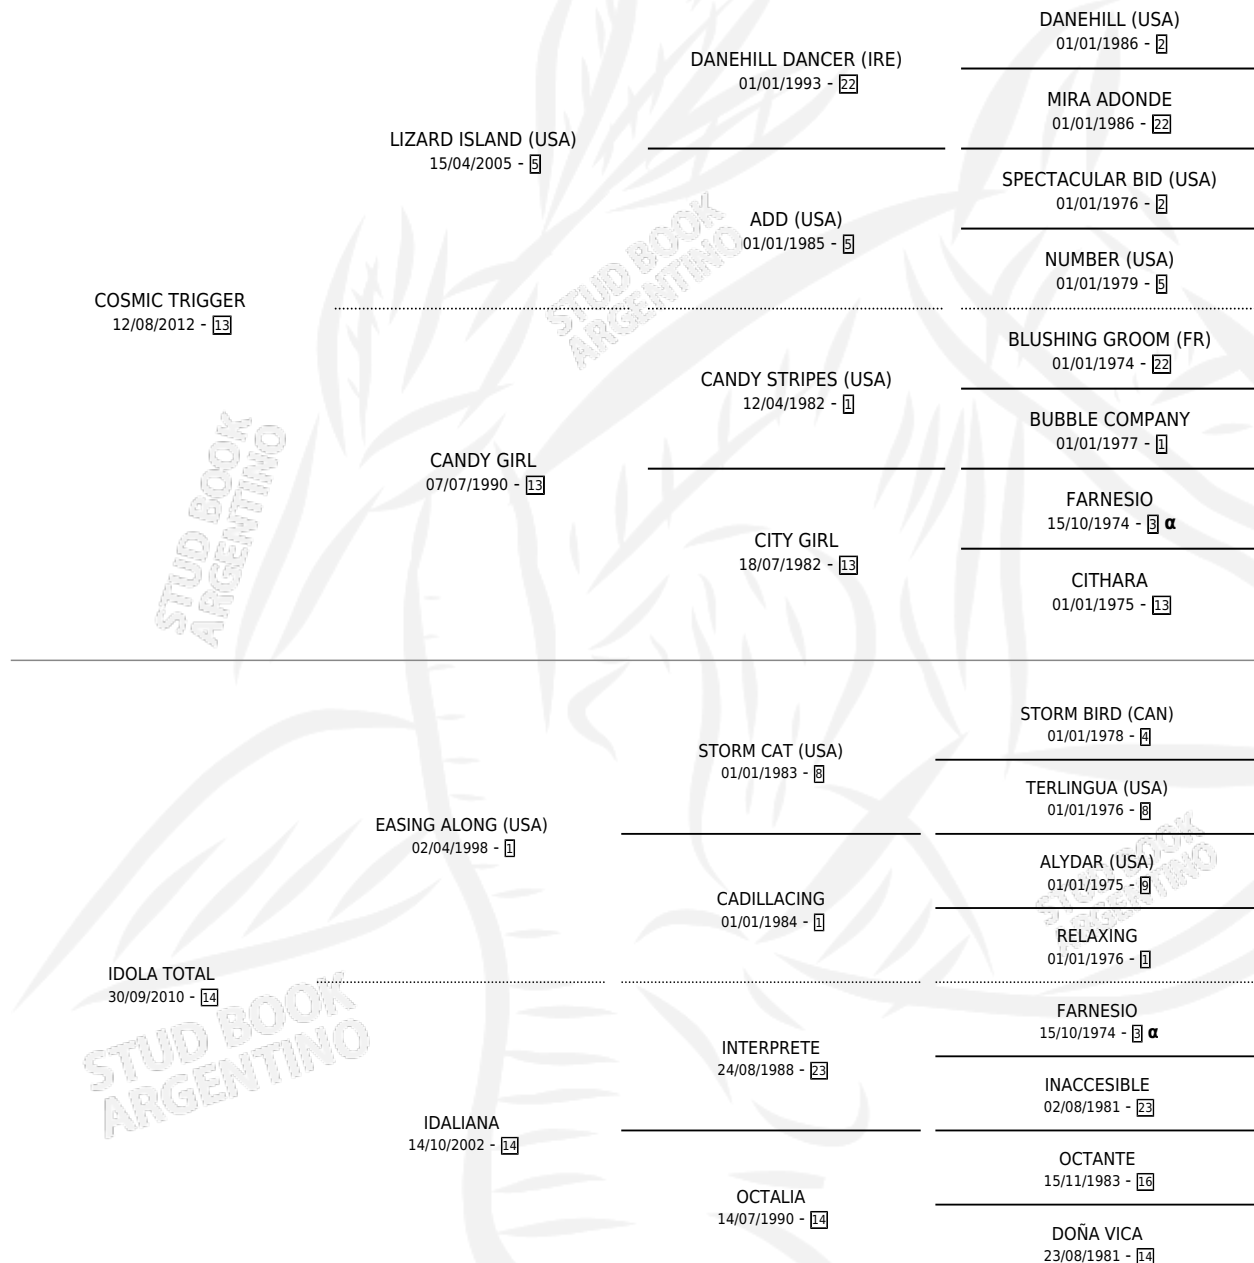 DANEHILL (USA)
01/01/1986 - 2
DANEHILL DANCER (IRE)
01/01/1993 - 22
MIRA ADONDE
01/01/1986 - 22
LIZARD ISLAND (USA)
15/04/2005 - 5
SPECTACULAR BID (USA)
01/01/1976 - 2
ADD (USA)
01/01/1985 - 5
NUMBER (USA)
01/01/1979 - 5
COSMIC TRIGGER
12/08/2012 - 13
BLUSHING GROOM (FR)
01/01/1974 - 22
CANDY STRIPES (USA)
12/04/1982 - 1
BUBBLE COMPANY
01/01/1977 - 1
CANDY GIRL
07/07/1990 - 13
FARNESIO
15/10/1974 - 3 α
CITY GIRL
18/07/1982 - 13
CITHARA
01/01/1975 - 13
STORM BIRD (CAN)
01/01/1978 - 4
STORM CAT (USA)
01/01/1983 - 8
TERLINGUA (USA)
01/01/1976 - 8
EASING ALONG (USA)
02/04/1998 - 1
ALYDAR (USA)
01/01/1975 - 9
CADILLACING
01/01/1984 - 1
RELAXING
01/01/1976 - 1
IDOLA TOTAL
30/09/2010 - 14
FARNESIO
15/10/1974 - 3 α
INTERPRETE
24/08/1988 - 23
INACCESIBLE
02/08/1981 - 23
IDALIANA
14/10/2002 - 14
OCTANTE
15/11/1983 - 16
OCTALIA
14/07/1990 - 14
DOÑA VICA
23/08/1981 - 14
STUD BOOK
ARGENTINO
STUD BOOK
ARGENTINO
STUD BOOK
ARGENTINO
STUD BOOK
ARGENTINO